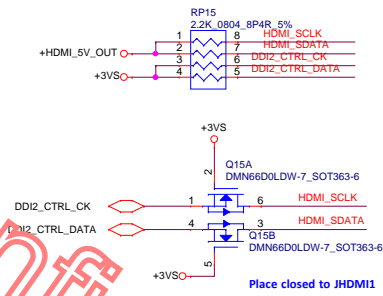 RP15
2.2K_0804_8P4R_5%
1 8 HDMI_SCLK
+HDMI_5V_OUT 2 7 HDMI_SDATA
3 6 DDI2_CTRL_CK
+3VS 4 5 DDI2_CTRL_DATA
+3VS
2
Q15A
DMN66D0LDW-7_SOT363-6
DDI2_CTRL_CK 1 6 HDMI_SCLK
DDI2_CTRL_DATA 4 3 HDMI_SDATA
Q15B
DMN66D0LDW-7_SOT363-6
5
+3VS
Place closed to JHDMI1